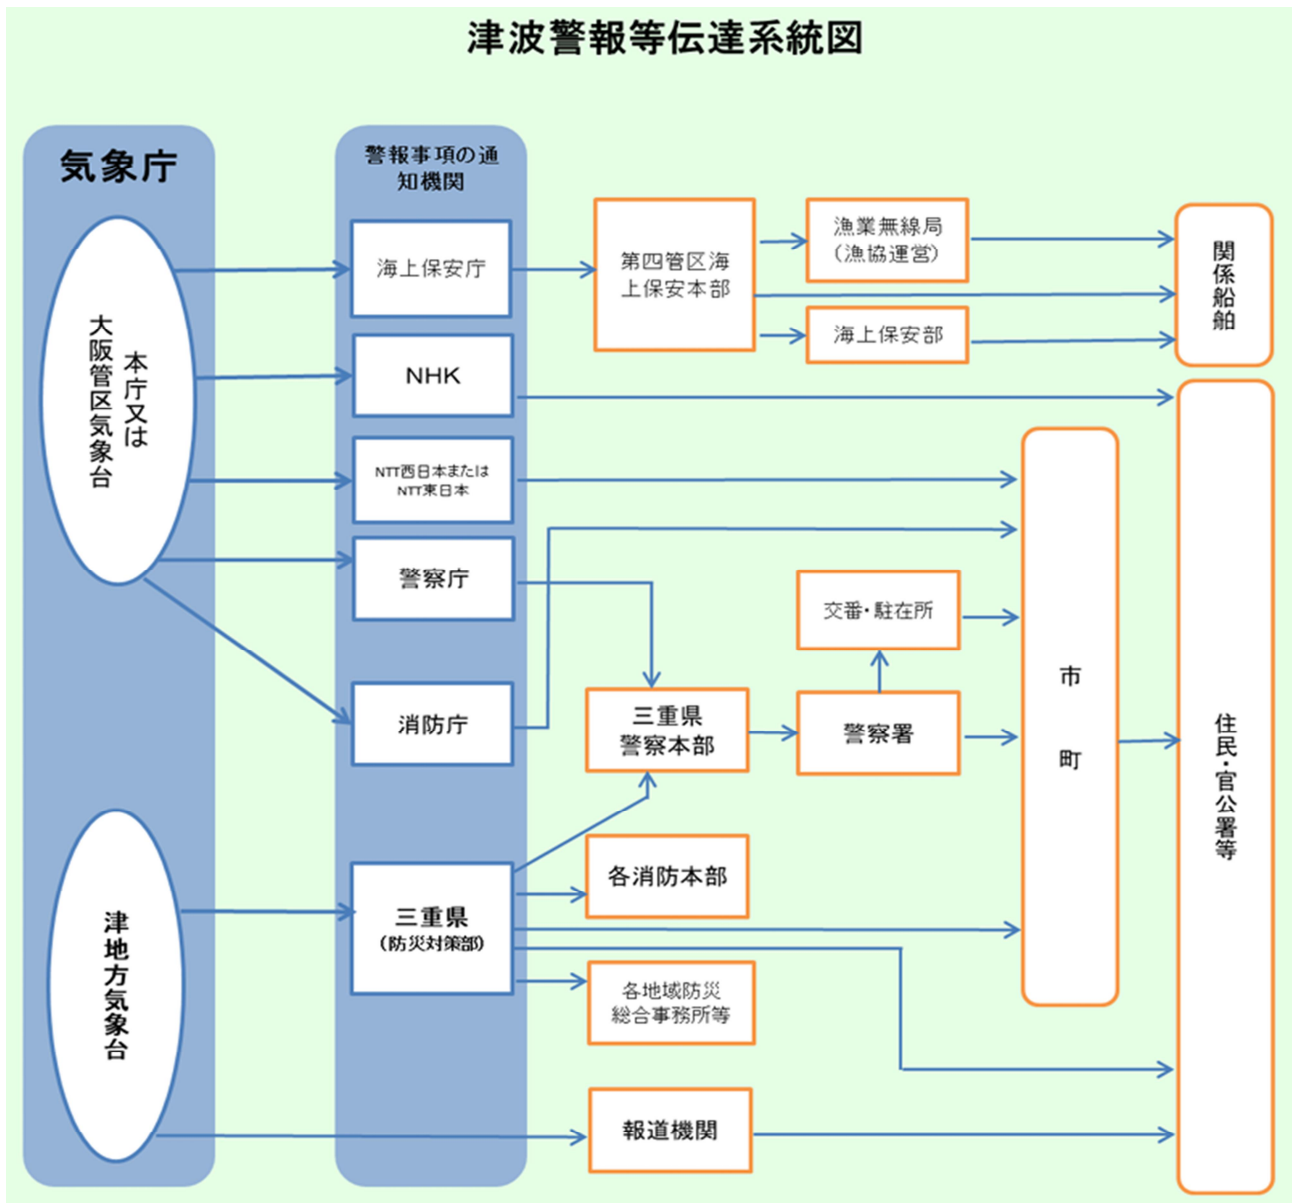 津波警報等伝達系統図
気象庁
本庁又は
大阪管区気象台
津地方気象台
警報事項の通
知機関
海上保安庁
NHK
NTT西日本または
NTT東日本
警察庁
消防庁
三重県
(防災対策部)
第四管区海
上保安本部
漁業無線局
(漁協運営)
海上保安部
交番・駐在所
三重県
警察本部
警察署
各消防本部
各地域防災
総合事務所等
報道機関
市町
関係船舶
住民・官公署等